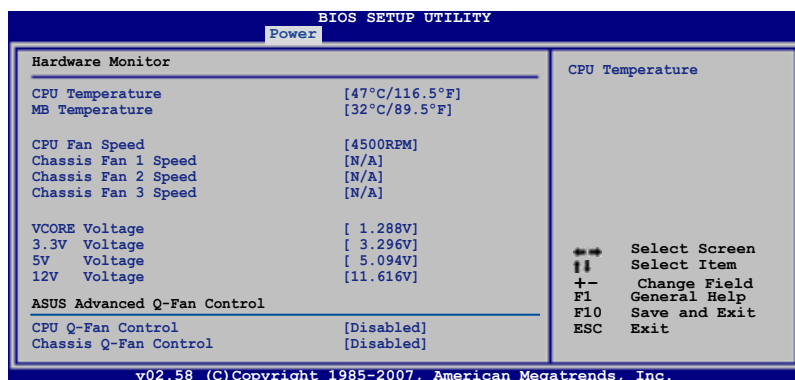 BIOS SETUP UTILITY
Power
Hardware Monitor
CPU Temperature [47°C/116.5°F]
MB Temperature [32°C/89.5°F]
CPU Fan Speed [4500RPM]
Chassis Fan 1 Speed [N/A]
Chassis Fan 2 Speed [N/A]
Chassis Fan 3 Speed [N/A]
VCORE Voltage [ 1.288V]
3.3V Voltage [ 3.296V]
5V Voltage [ 5.094V]
12V Voltage [11.616V]
ASUS Advanced Q-Fan Control
CPU Q-Fan Control [Disabled]
Chassis Q-Fan Control [Disabled]
CPU Temperature
←→ Select Screen
↑↓ Select Item
+- Change Field
F1 General Help
F10 Save and Exit
ESC Exit
v02.58 (C)Copyright 1985-2007, American Megatrends, Inc.